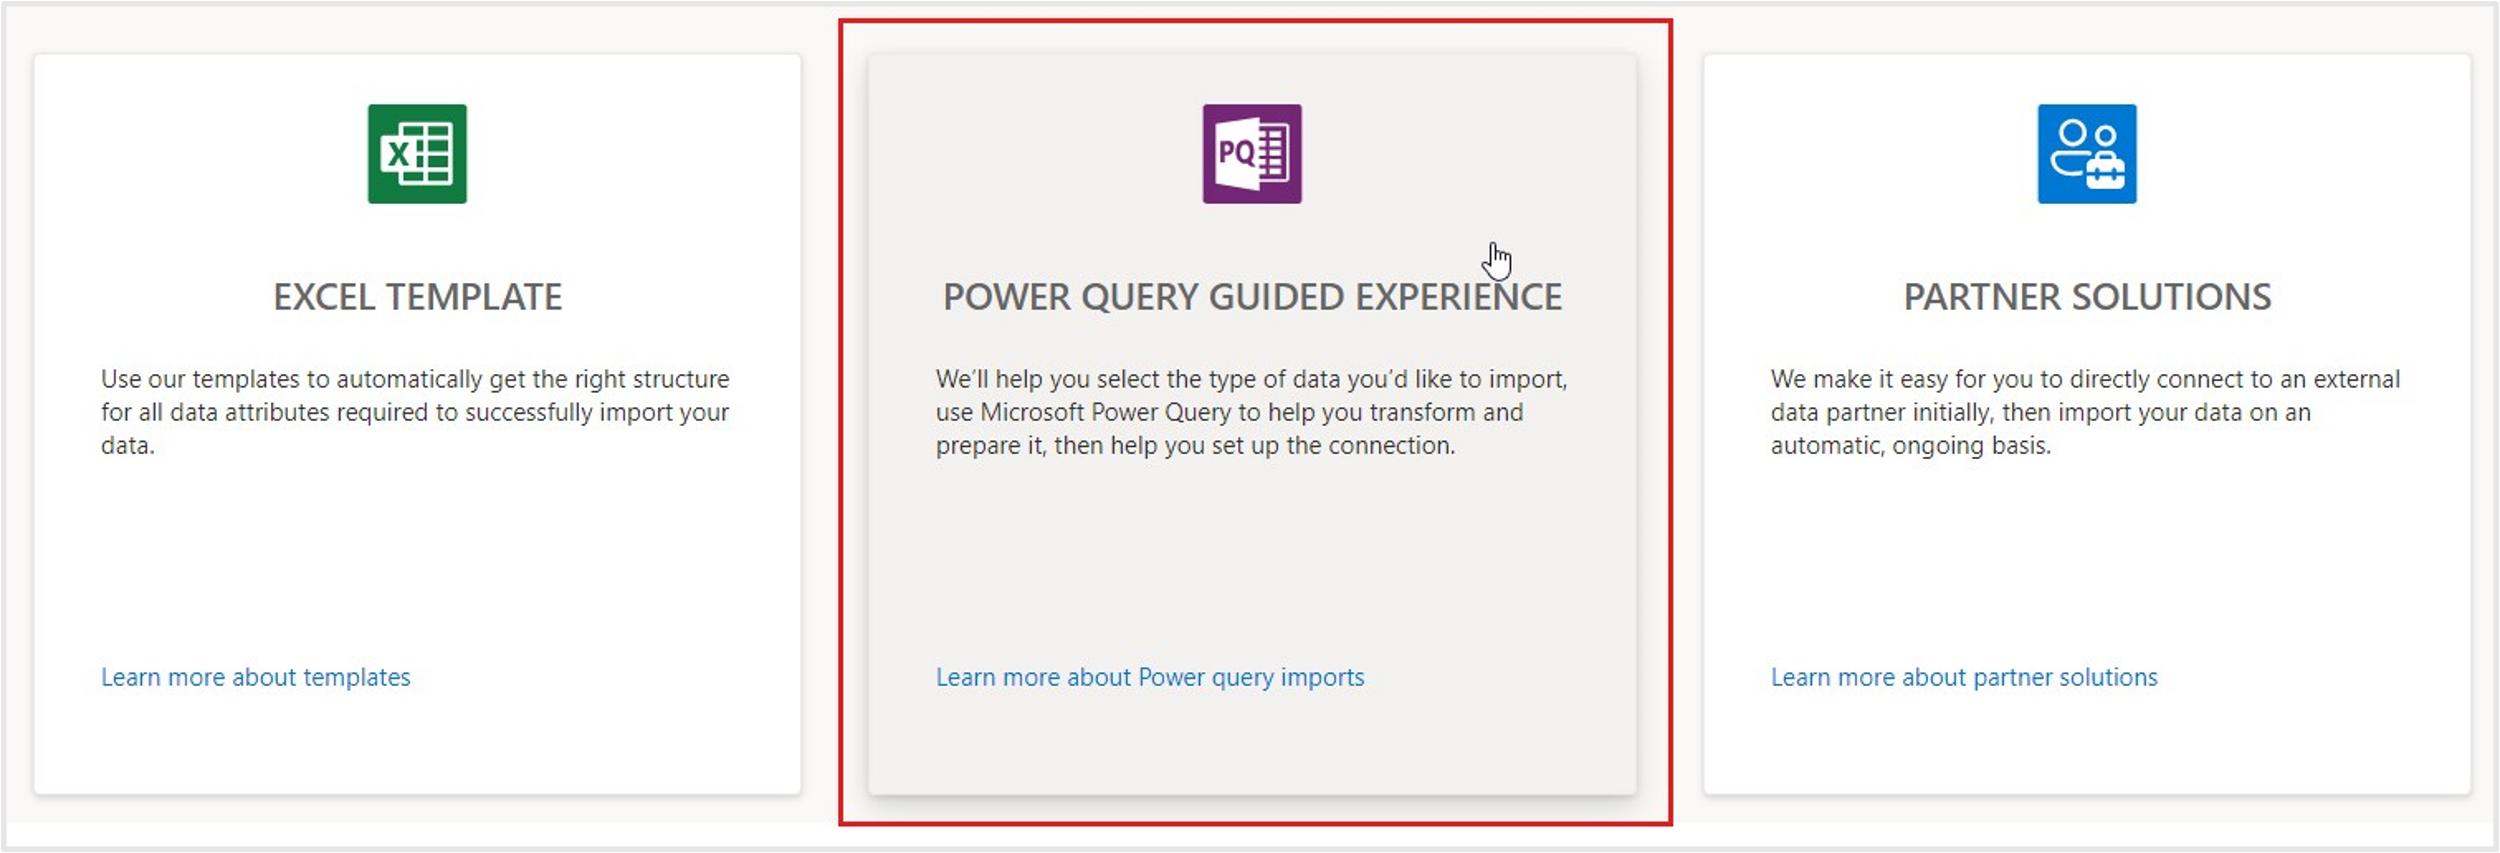 X
EXCEL TEMPLATE
Use our templates to automatically get the right structure
for all data attributes required to successfully import your
data.
Learn more about templates
PQ
POWER QUERY GUIDED EXPERIENCE
We’ll help you select the type of data you’d like to import,
use Microsoft Power Query to help you transform and
prepare it, then help you set up the connection.
Learn more about Power query imports
PARTNER SOLUTIONS
We make it easy for you to directly connect to an external
data partner initially, then import your data on an
automatic, ongoing basis.
Learn more about partner solutions